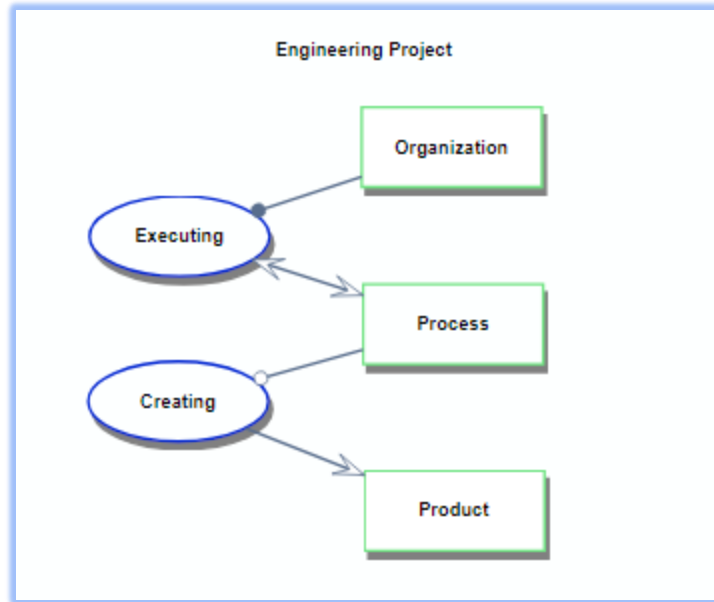 Engineering Project
Organization
Executing
Process
Creating
Product